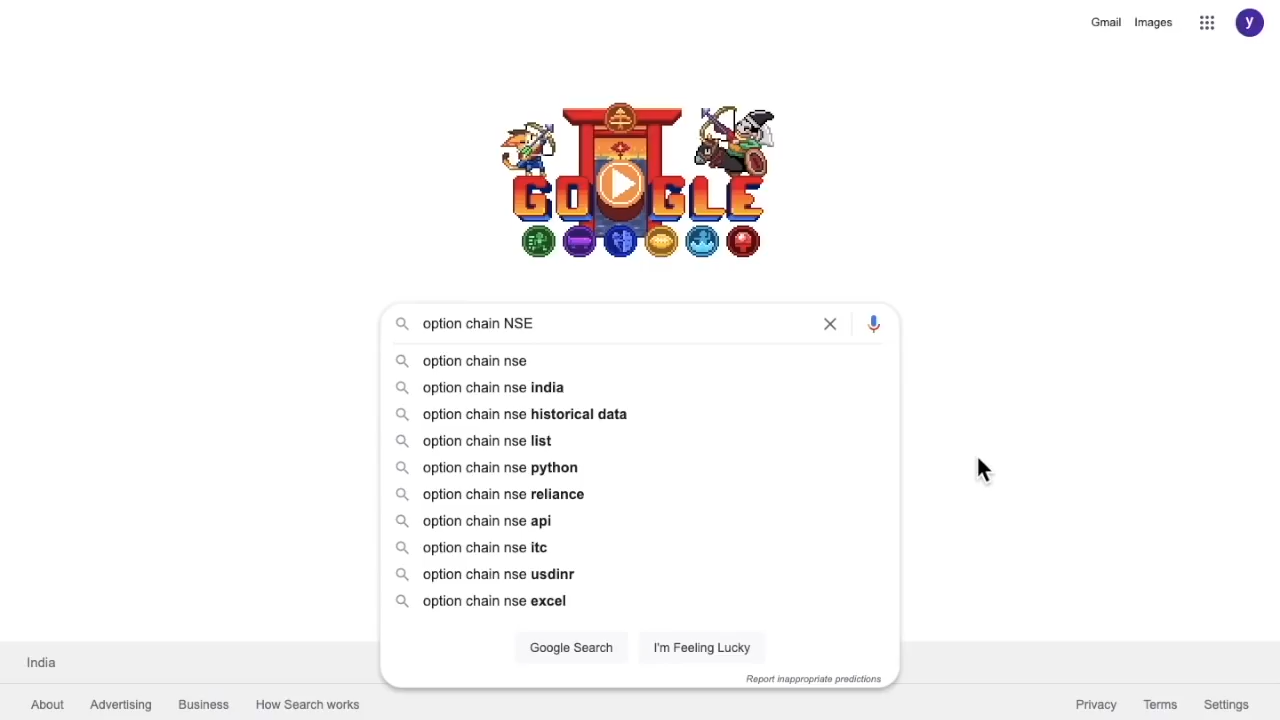 Gmail Images
y
GOOGLE
option chain NSE
option chain nse
option chain nse india
option chain nse historical data
option chain nse list
option chain nse python
option chain nse reliance
option chain nse api
option chain nse itc
option chain nse usdinr
option chain nse excel
Google Search I'm Feeling Lucky
Report inappropriate predictions
India
About Advertising Business How Search works Privacy Terms Settings